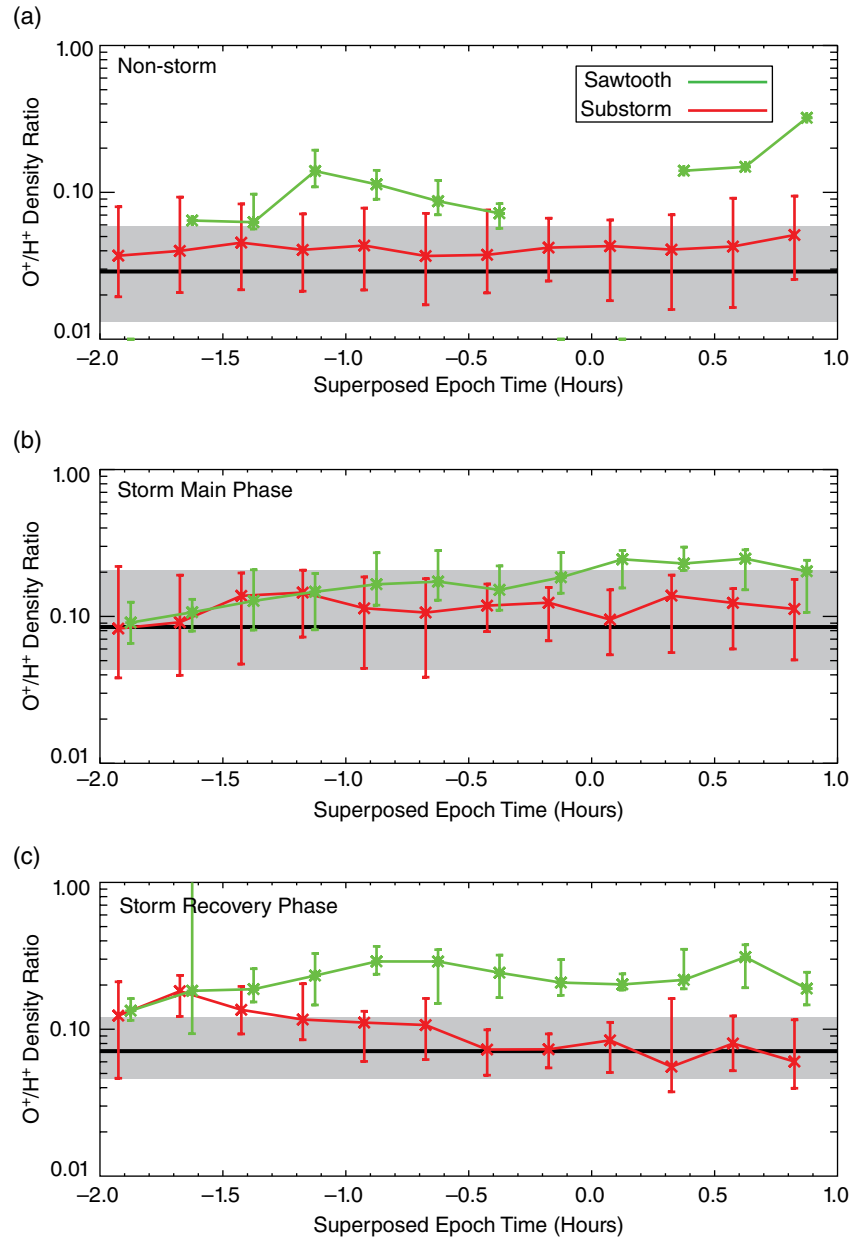 (a)
1.00
Non-storm
Sawtooth
Substorm
O⁺/H⁺ Density Ratio
0.10
0.01
−2.0 −1.5 −1.0 −0.5 0.0 0.5 1.0
Superposed Epoch Time (Hours)
(b)
1.00
Storm Main Phase
O⁺/H⁺ Density Ratio
0.10
0.01
−2.0 −1.5 −1.0 −0.5 0.0 0.5 1.0
Superposed Epoch Time (Hours)
(c)
1.00
Storm Recovery Phase
O⁺/H⁺ Density Ratio
0.10
0.01
−2.0 −1.5 −1.0 −0.5 0.0 0.5 1.0
Superposed Epoch Time (Hours)